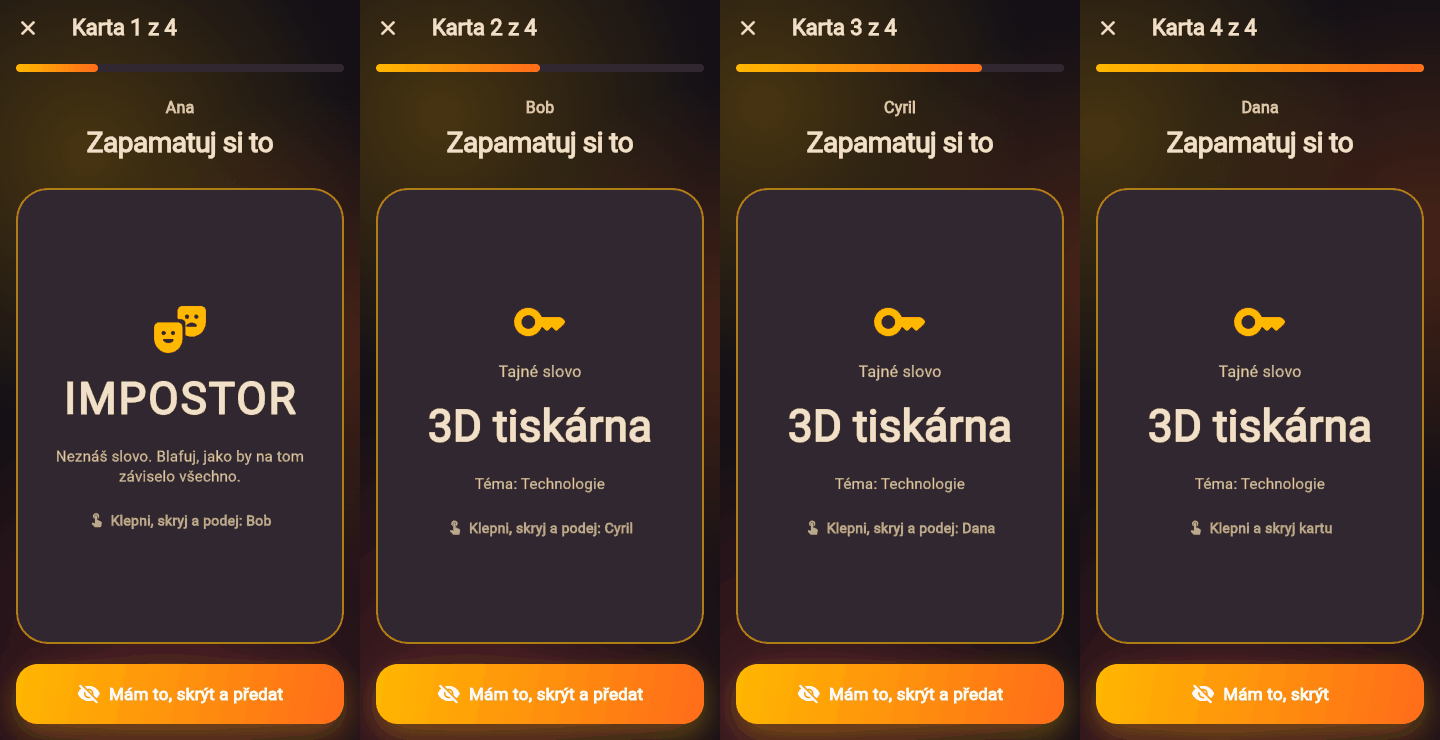 Karta 1 z 4
Ana
Zapamatuj si to
IMPOSTOR
Neznáš slovo. Blafuj, jako by na tom
záviselo všechno.
Klepni, skryj a podej: Bob
Mám to, skrýt a předat
Karta 2 z 4
Bob
Zapamatuj si to
Tajné slovo
3D tiskárna
Téma: Technologie
Klepni, skryj a podej: Cyril
Mám to, skrýt a předat
Karta 3 z 4
Cyril
Zapamatuj si to
Tajné slovo
3D tiskárna
Téma: Technologie
Klepni, skryj a podej: Dana
Mám to, skrýt a předat
Karta 4 z 4
Dana
Zapamatuj si to
Tajné slovo
3D tiskárna
Téma: Technologie
Klepni a skryj kartu
Mám to, skrýt